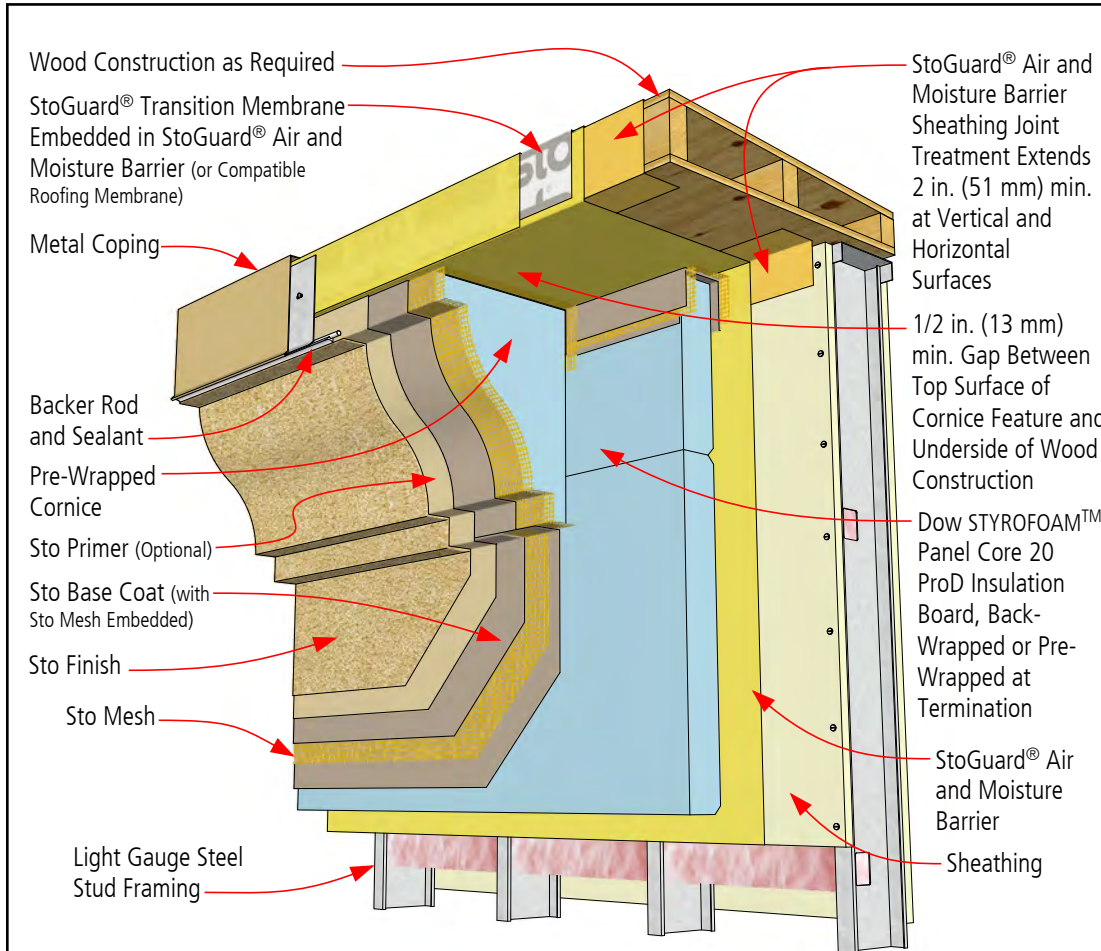 Wood Construction as Required
StoGuard® Transition Membrane
Embedded in StoGuard® Air and
Moisture Barrier (or Compatible
Roofing Membrane)
Metal Coping
Backer Rod
and Sealant
Pre-Wrapped
Cornice
Sto Primer (Optional)
Sto Base Coat (with
Sto Mesh Embedded)
Sto Finish
Sto Mesh
Light Gauge Steel
Stud Framing
sto
StoGuard® Air and
Moisture Barrier
Sheathing Joint
Treatment Extends
2 in. (51 mm) min.
at Vertical and
Horizontal
Surfaces
1/2 in. (13 mm)
min. Gap Between
Top Surface of
Cornice Feature and
Underside of Wood
Construction
Dow STYROFOAM™
Panel Core 20
ProD Insulation
Board, Back-
Wrapped or Pre-
Wrapped at
Termination
StoGuard® Air
and Moisture
Barrier
Sheathing